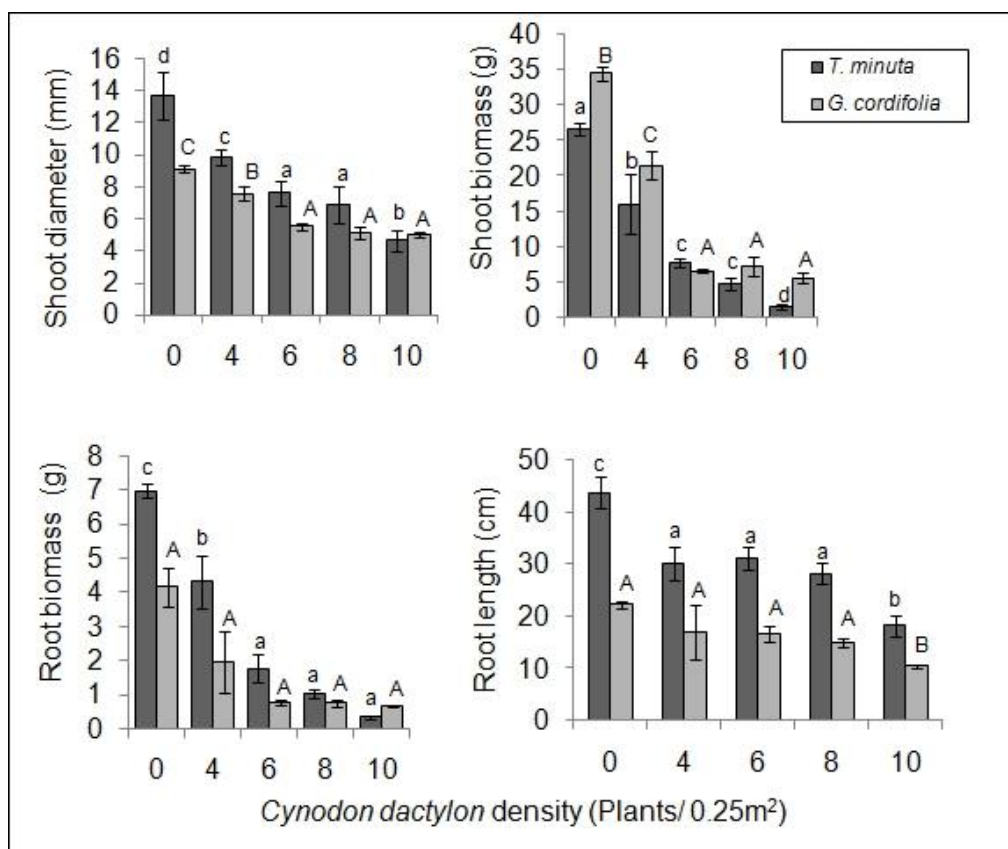 Shoot diameter (mm)
16
14
12
10
8
6
4
2
0
d
C
c
B
a
A
a
A
b
A
0 4 6 8 10
Shoot biomass (g)
40
35
30
25
20
15
10
5
0
a
B
b
C
c
A
c
A
d
A
0 4 6 8 10
T. minuta
G. cordifolia
Root biomass (g)
8
7
6
5
4
3
2
1
0
c
A
b
A
a
A
a
A
a
A
0 4 6 8 10
Root length (cm)
50
40
30
20
10
0
c
A
a
A
a
A
a
A
b
B
0 4 6 8 10
Cynodon dactylon density (Plants/ 0.25m²)